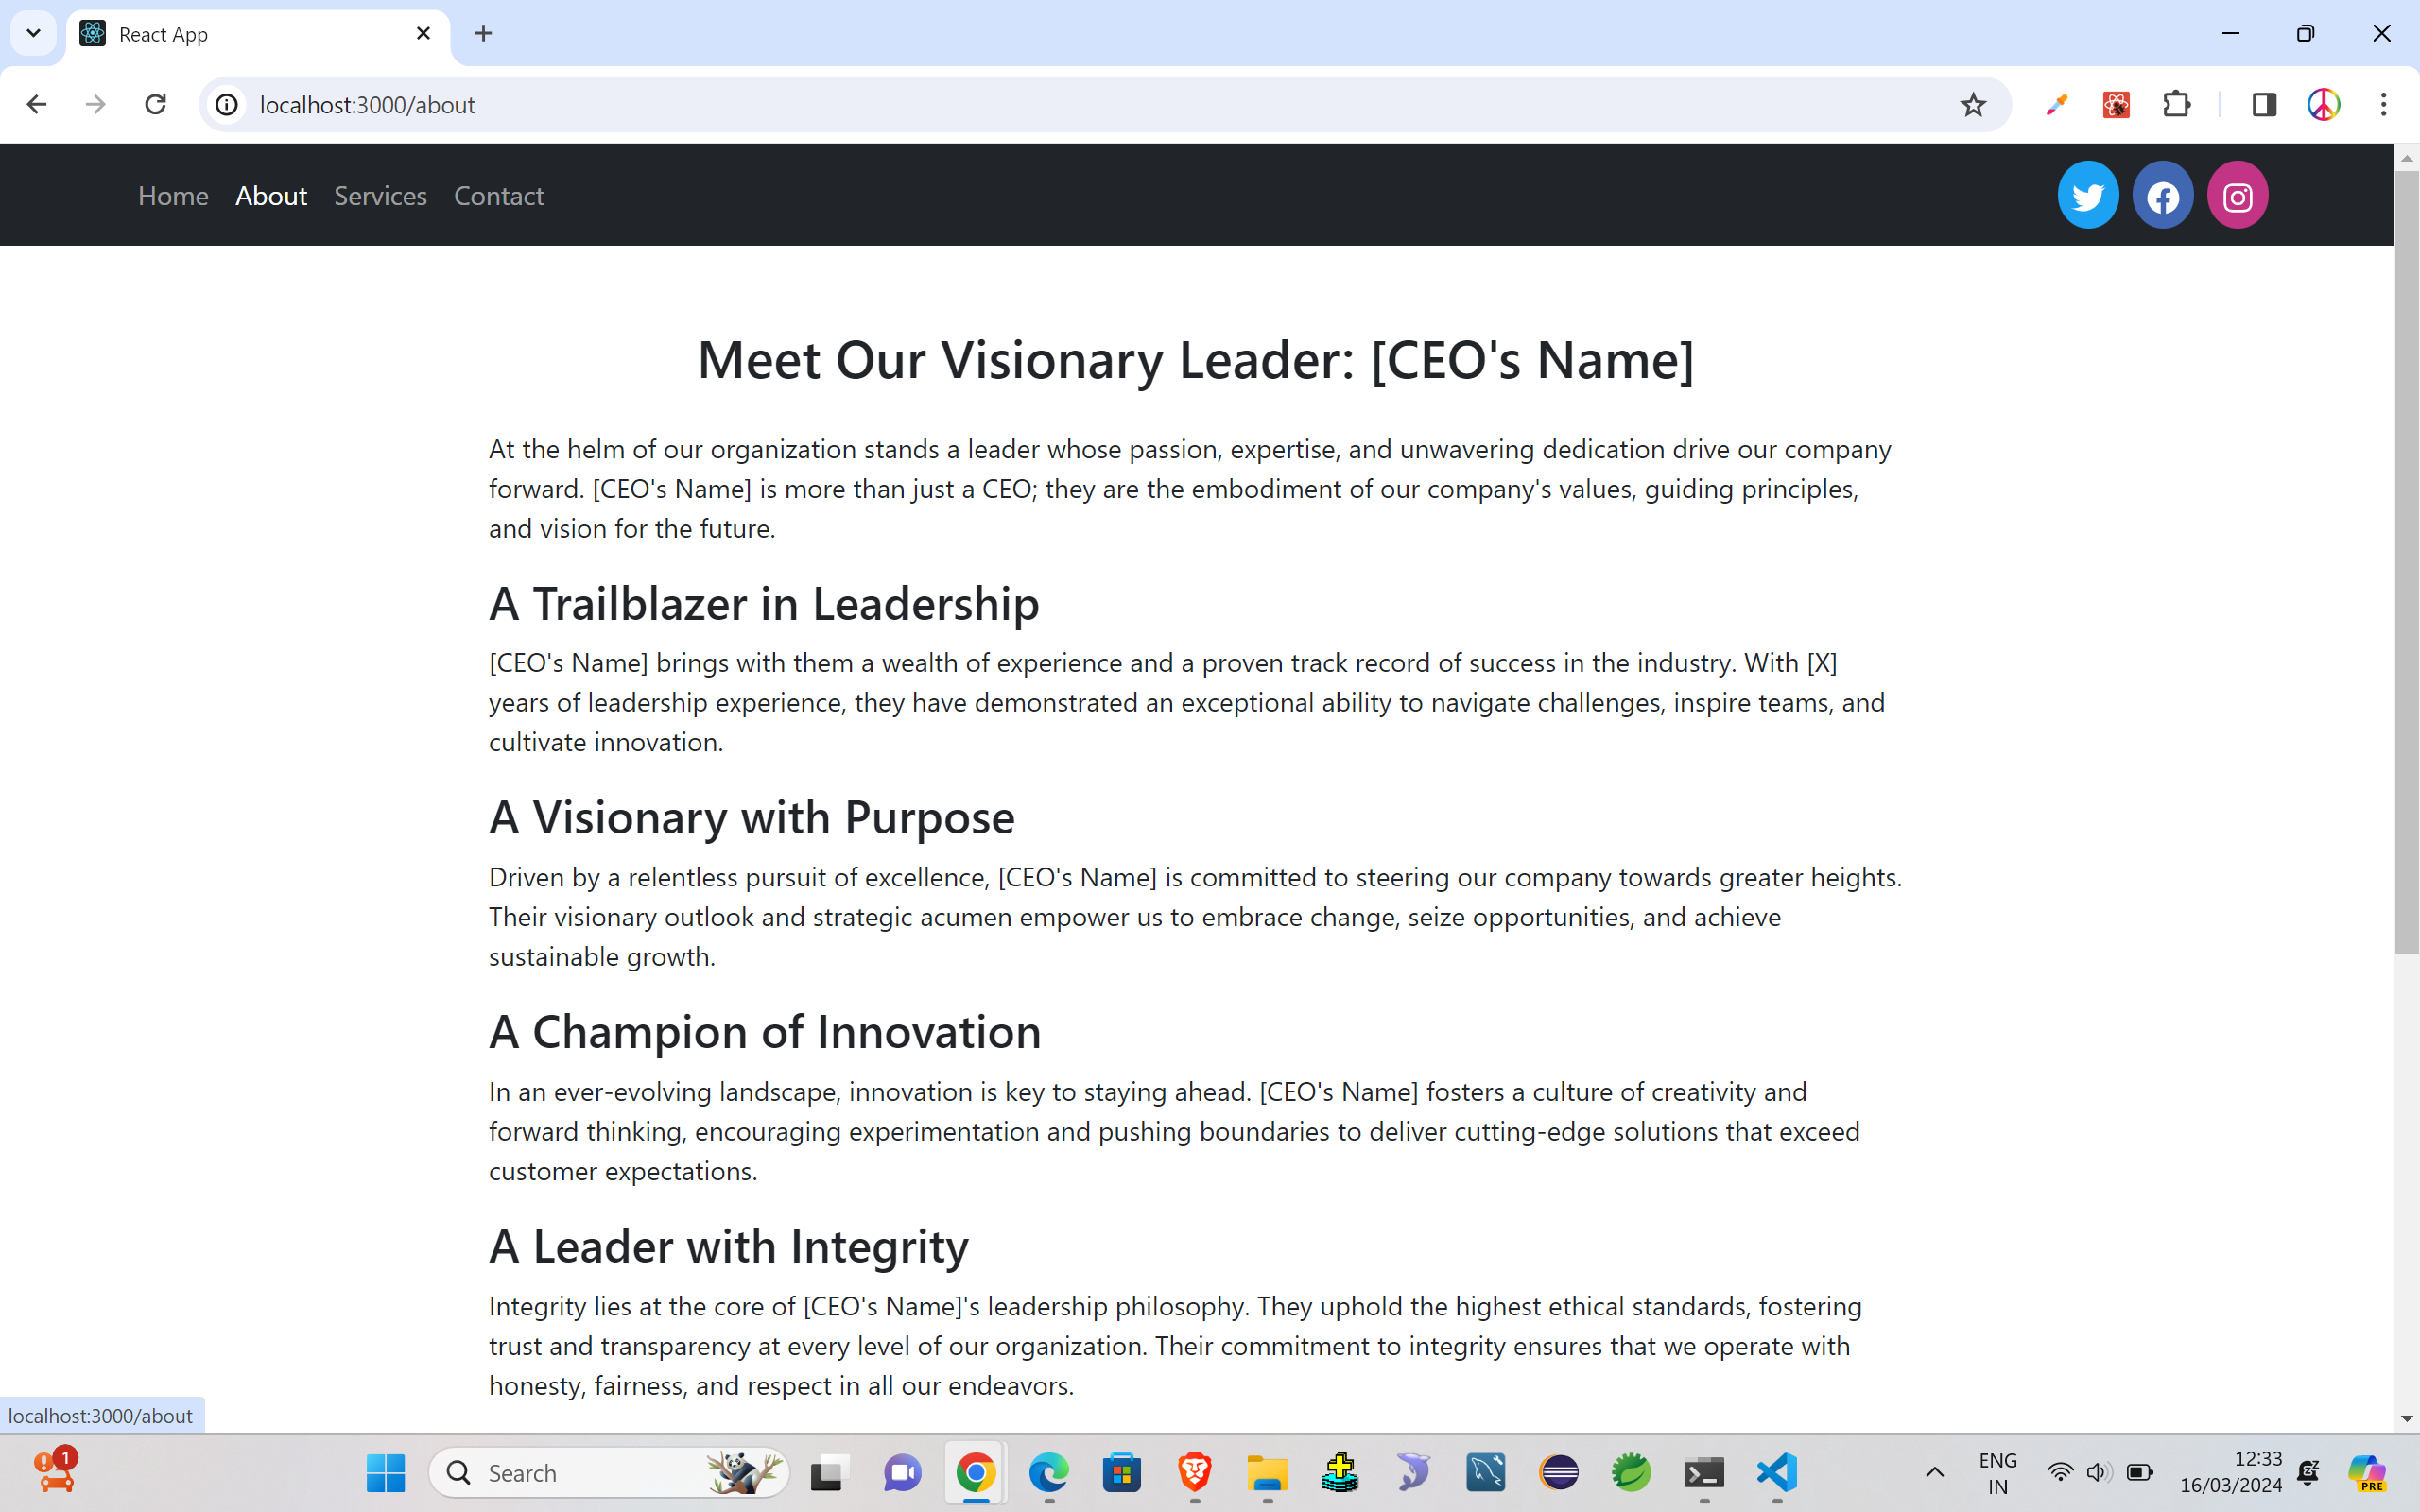 React App
localhost:3000/about
Home About Services Contact
Meet Our Visionary Leader: [CEO's Name]
At the helm of our organization stands a leader whose passion, expertise, and unwavering dedication drive our company
forward. [CEO's Name] is more than just a CEO; they are the embodiment of our company's values, guiding principles,
and vision for the future.
A Trailblazer in Leadership
[CEO's Name] brings with them a wealth of experience and a proven track record of success in the industry. With [X]
years of leadership experience, they have demonstrated an exceptional ability to navigate challenges, inspire teams, and
cultivate innovation.
A Visionary with Purpose
Driven by a relentless pursuit of excellence, [CEO's Name] is committed to steering our company towards greater heights.
Their visionary outlook and strategic acumen empower us to embrace change, seize opportunities, and achieve
sustainable growth.
A Champion of Innovation
In an ever-evolving landscape, innovation is key to staying ahead. [CEO's Name] fosters a culture of creativity and
forward thinking, encouraging experimentation and pushing boundaries to deliver cutting-edge solutions that exceed
customer expectations.
A Leader with Integrity
Integrity lies at the core of [CEO's Name]'s leadership philosophy. They uphold the highest ethical standards, fostering
trust and transparency at every level of our organization. Their commitment to integrity ensures that we operate with
honesty, fairness, and respect in all our endeavors.
localhost:3000/about
1
Search
ENG
IN
12:33
16/03/2024
PRE